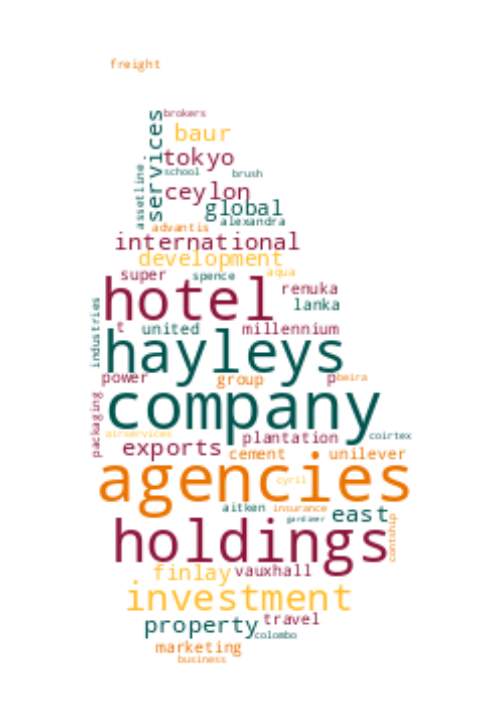 freight
brokers
services
baur
tokyo
school
brush
assetline.
ceylon
global
alexandra
advantis
international
development
super
spence
aqua
hotel
renuka
lanka
industries
t
united
millennium
hayleys
power
group
p
beira
company
packaging
airservices
plantation
coirtex
exports
cement
unilever
agencies
cyril
aitken
insurance
gardiner
east
holdings
contship
finlay
vauxhall
investment
property
travel
colombo
marketing
business